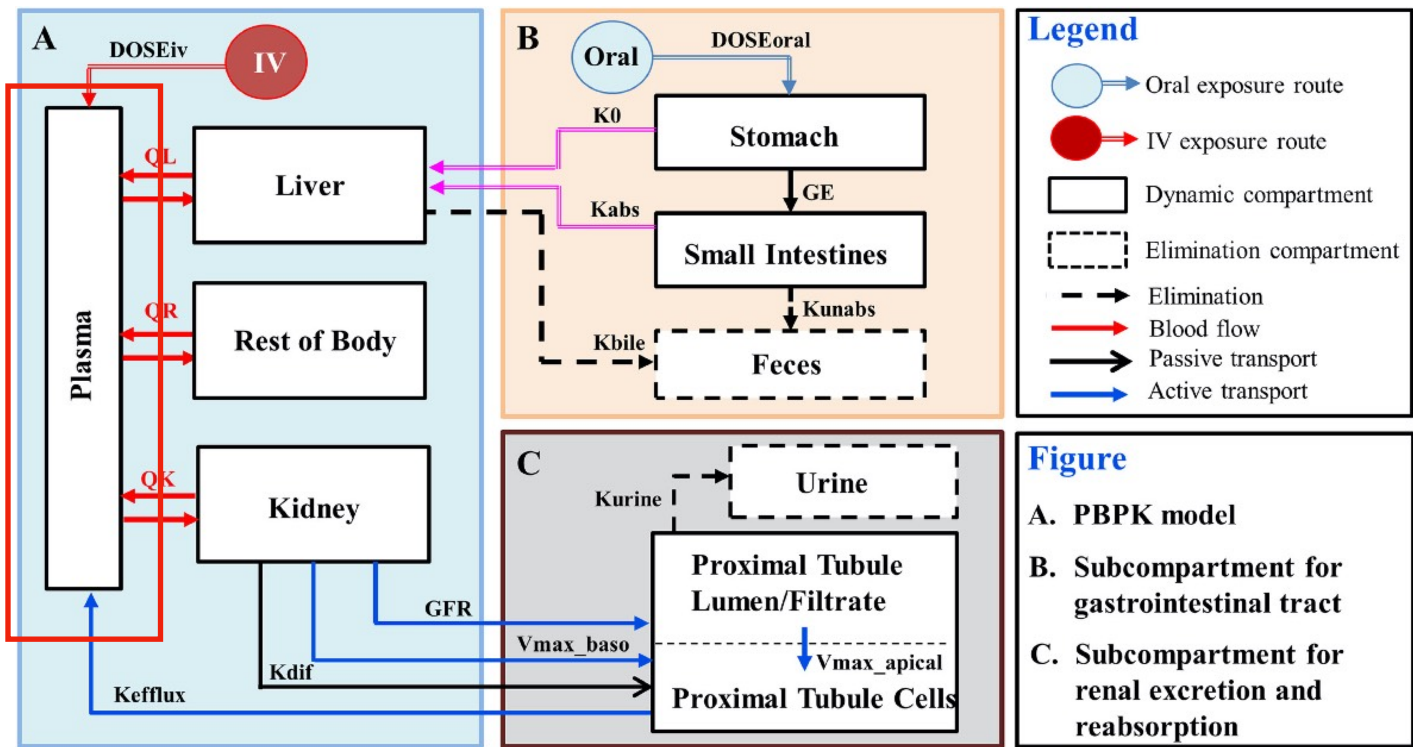 A
DOSEiv
IV
Plasma
QL
Liver
QR
Rest of Body
QK
Kidney
Kefflux
Kdif
Vmax_baso
GFR
B
Oral
DOSEoral
K0
Stomach
GE
Kabs
Small Intestines
Kunabs
Kbile
Feces
C
Kurine
Urine
Proximal Tubule
Lumen/Filtrate
Vmax_apical
Proximal Tubule Cells
Legend
Oral exposure route
IV exposure route
Dynamic compartment
Elimination compartment
Elimination
Blood flow
Passive transport
Active transport
Figure
A. PBPK model
B. Subcompartment for
gastrointestinal tract
C. Subcompartment for
renal excretion and
reabsorption